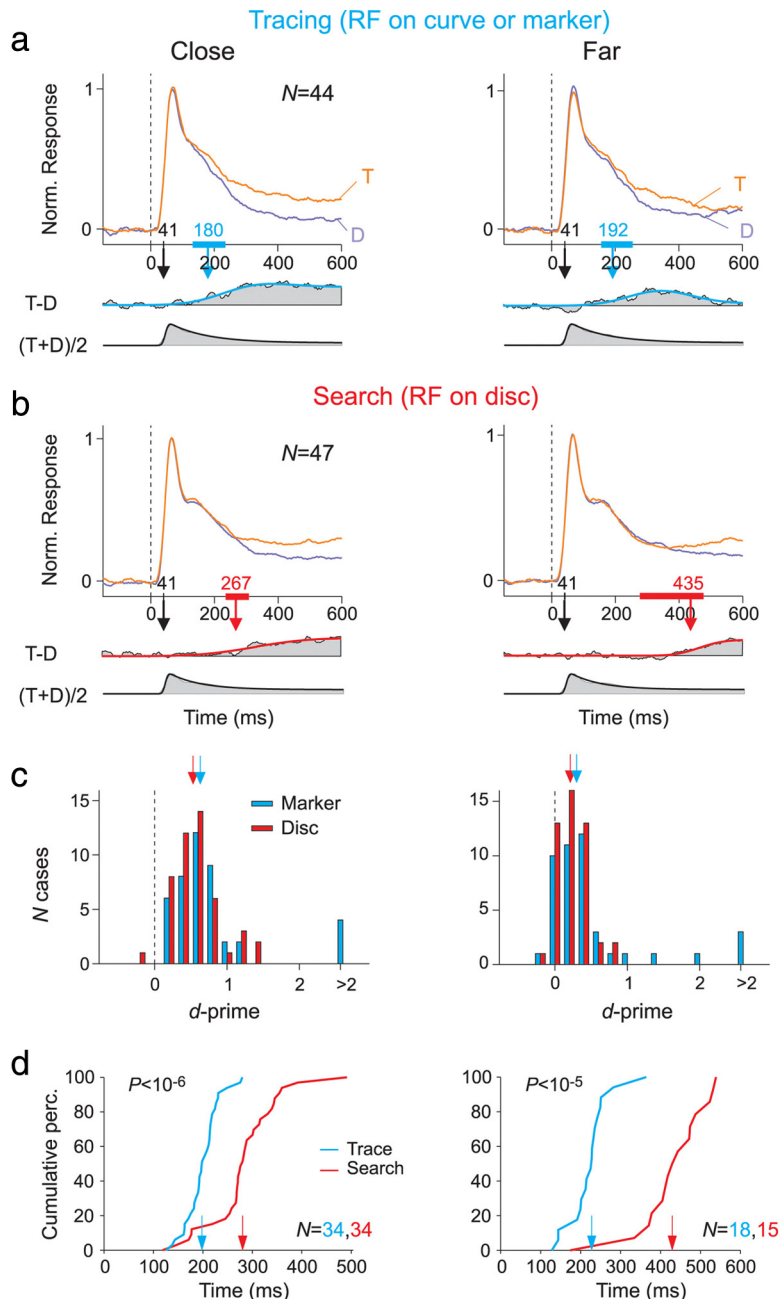 Tracing (RF on curve or marker)
a
Close
Far
Norm. Response
1
0
N=44
41
180
T
D
0 200 400 600
T-D
(T+D)/2
1
0
41
192
T
D
0 200 400 600
b
Search (RF on disc)
Norm. Response
1
0
N=47
41
267
0 200 400 600
T-D
(T+D)/2
Time (ms)
1
0
41
435
0 200 400 600
Time (ms)
c
N cases
15
10
5
0
Marker
Disc
0 1 2 >2
d-prime
15
10
5
0
0 1 2 >2
d-prime
d
Cumulative perc.
100
80
60
40
20
0
P<10-6
Trace
Search
N=34,34
0 100 200 300 400 500
Time (ms)
100
80
60
40
20
0
P<10-5
N=18,15
0 100 200 300 400 500 600
Time (ms)